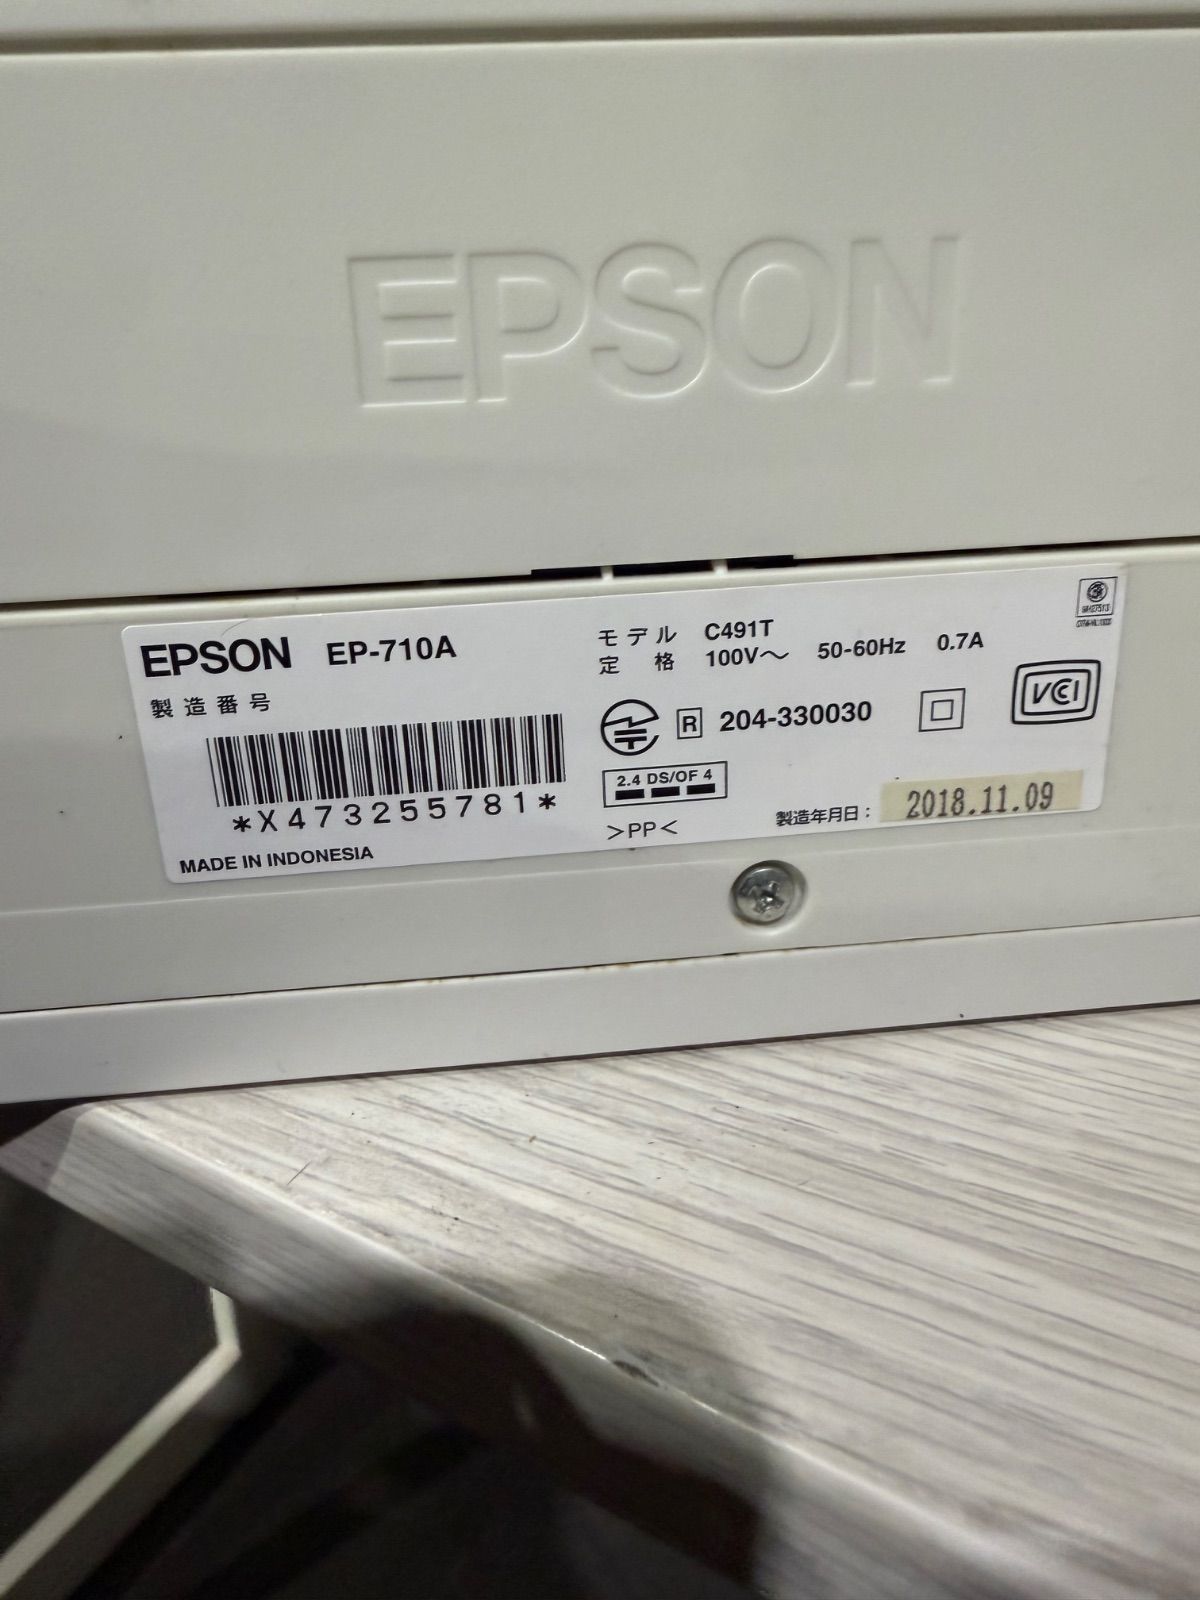 EPSON
EPSON EP-710A
製造番号
*X473255781*
MADE IN INDONESIA
モデル C491T
定格 100V～ 50-60Hz 0.7A
R 204-330030
VCCI
2.4 DS/OF 4
>PP<
製造年月日： 2018.11.09